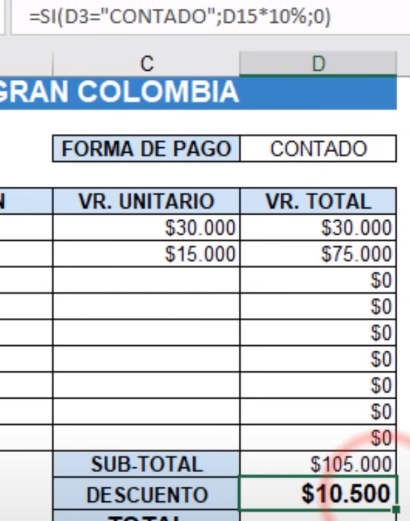 =SI(D3="CONTADO";D15*10%;0)
C D
GRAN COLOMBIA
FORMA DE PAGO CONTADO
N VR. UNITARIO VR. TOTAL
$30.000 $30.000
$15.000 $75.000
$0
$0
$0
$0
$0
$0
$0
SUB-TOTAL $105.000
DESCUENTO $10.500
TOTAL